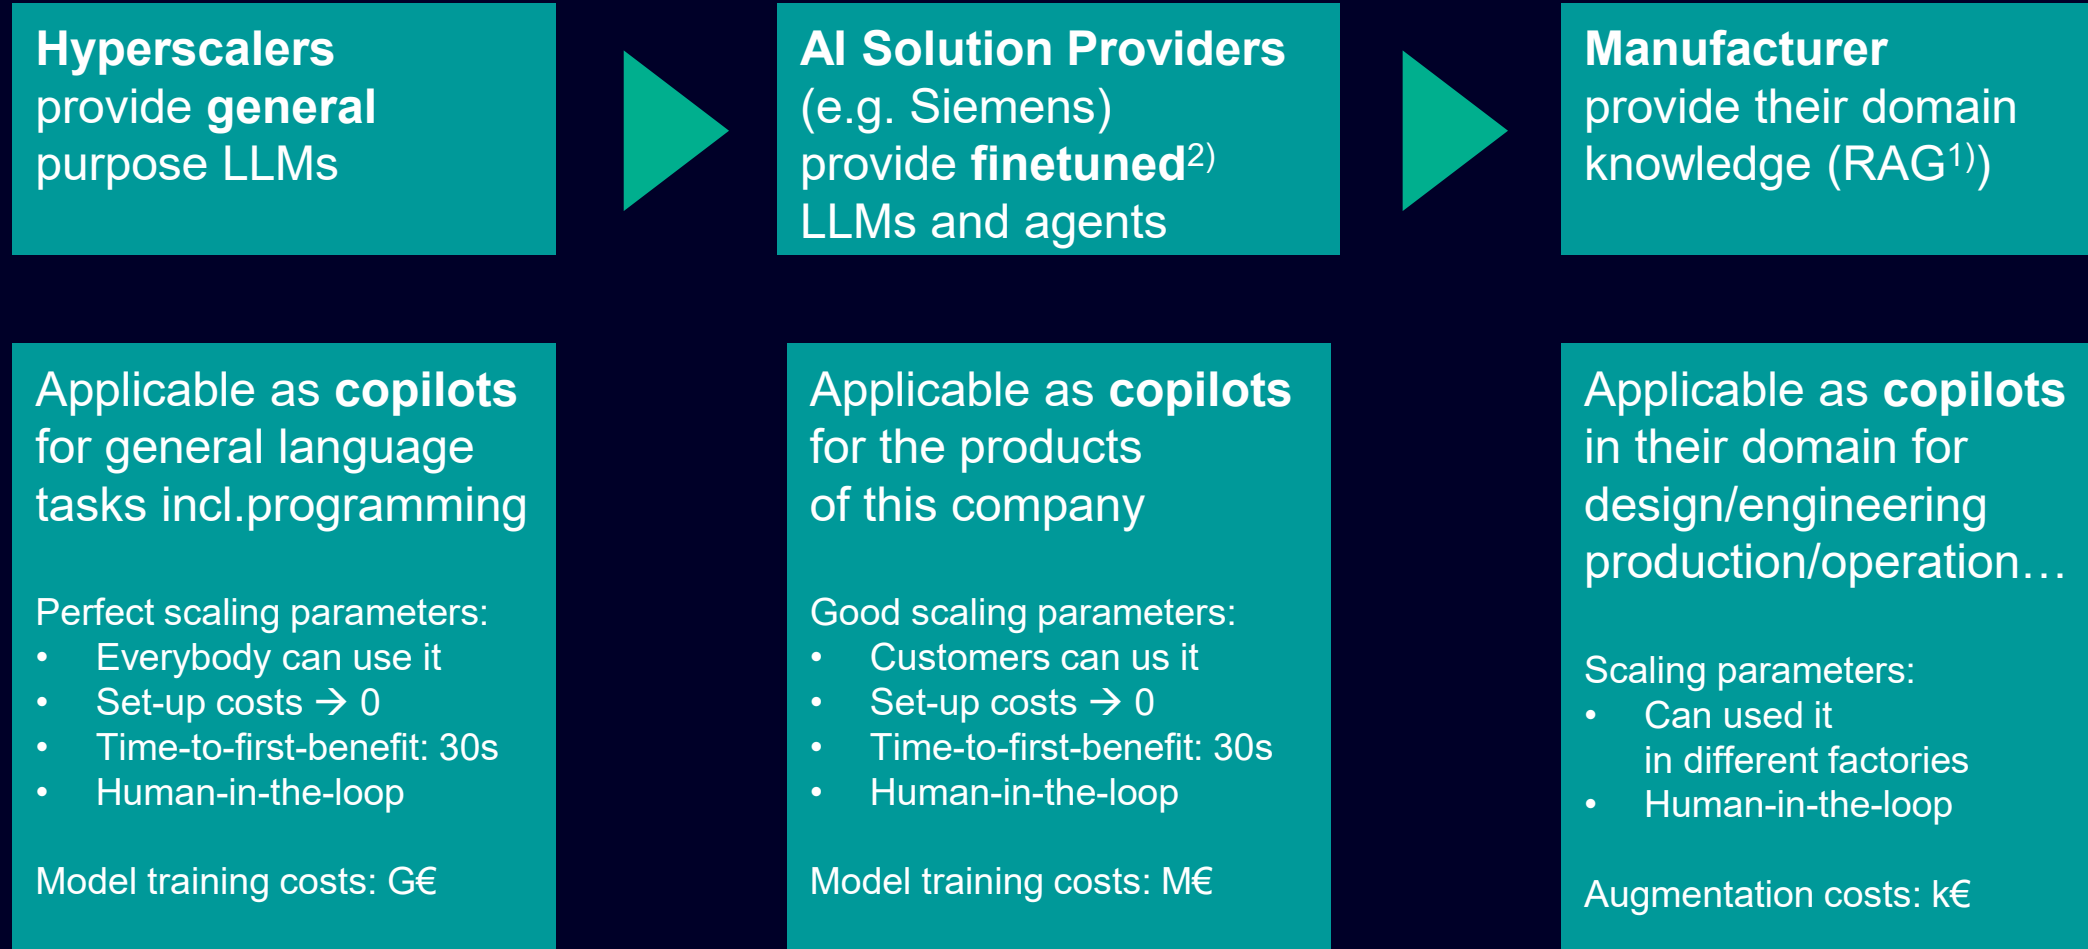 Hyperscalers
provide general
purpose LLMs
AI Solution Providers
(e.g. Siemens)
provide finetuned2)
LLMs and agents
Manufacturer
provide their domain
knowledge (RAG1))
Applicable as copilots
for general language
tasks incl.programming
Perfect scaling parameters:
• Everybody can use it
• Set-up costs → 0
• Time-to-first-benefit: 30s
• Human-in-the-loop
Model training costs: G€
Applicable as copilots
for the products
of this company
Good scaling parameters:
• Customers can us it
• Set-up costs → 0
• Time-to-first-benefit: 30s
• Human-in-the-loop
Model training costs: M€
Applicable as copilots
in their domain for
design/engineering
production/operation…
Scaling parameters:
• Can used it
in different factories
• Human-in-the-loop
Augmentation costs: k€